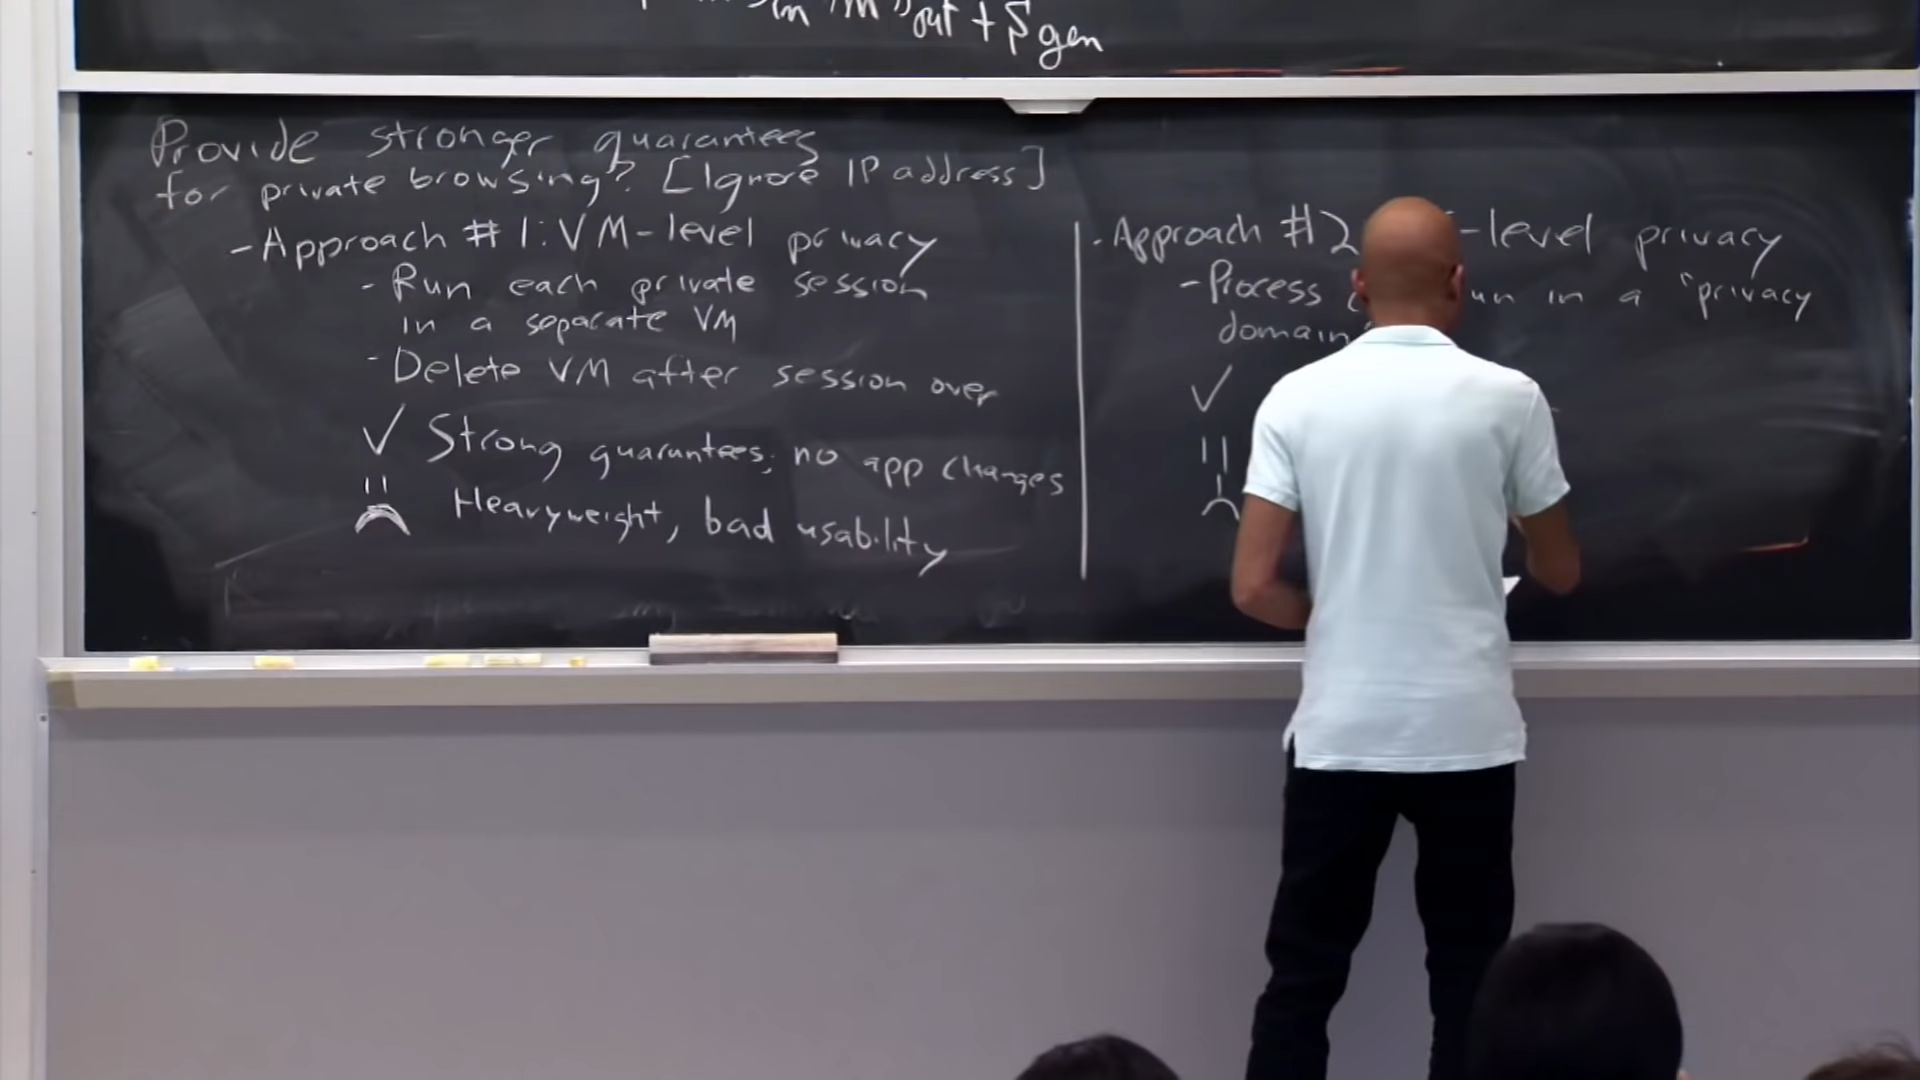 out + Sgen
Provide stronger guarantees
for private browsing? [Ignore IP address]
- Approach #1: VM-level privacy
- Run each private session
in a separate VM
- Delete VM after session over
✓ Strong guarantees; no app changes
Heavyweight, bad usability
· Approach #2 -level privacy
- Process un in a "privacy
domain"
✓